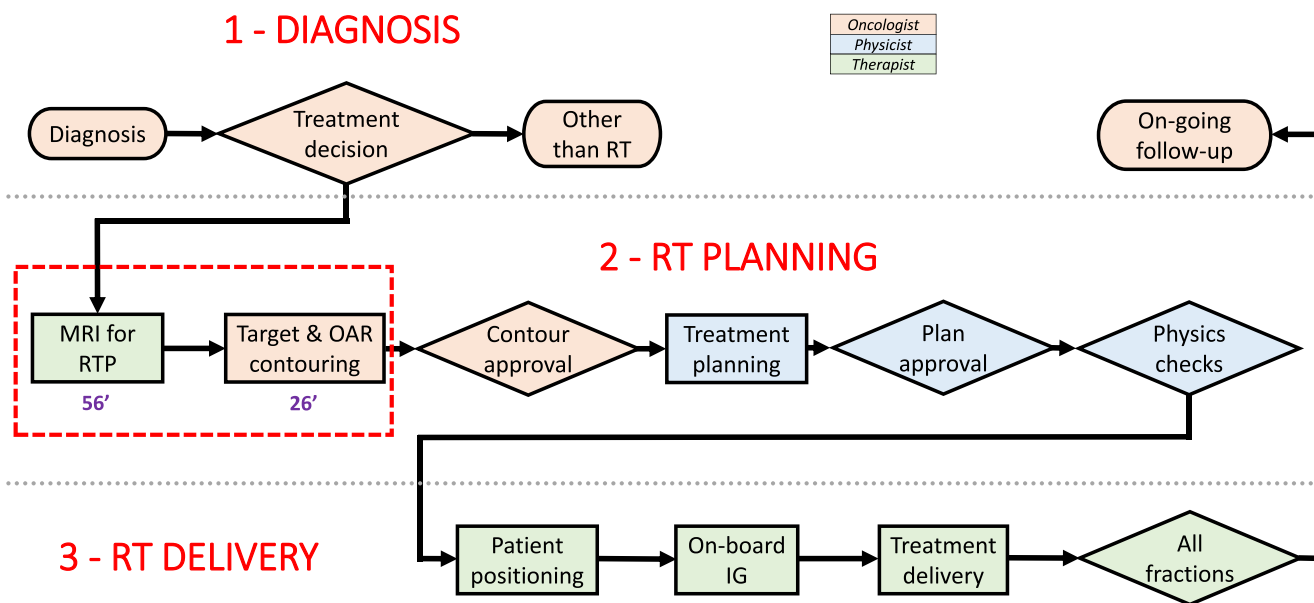 1 - DIAGNOSIS
Oncologist
Physicist
Therapist
Diagnosis
Treatment
decision
Other
than RT
On-going
follow-up
2 - RT PLANNING
MRI for
RTP
56’
Target & OAR
contouring
26’
Contour
approval
Treatment
planning
Plan
approval
Physics
checks
3 - RT DELIVERY
Patient
positioning
On-board
IG
Treatment
delivery
All
fractions